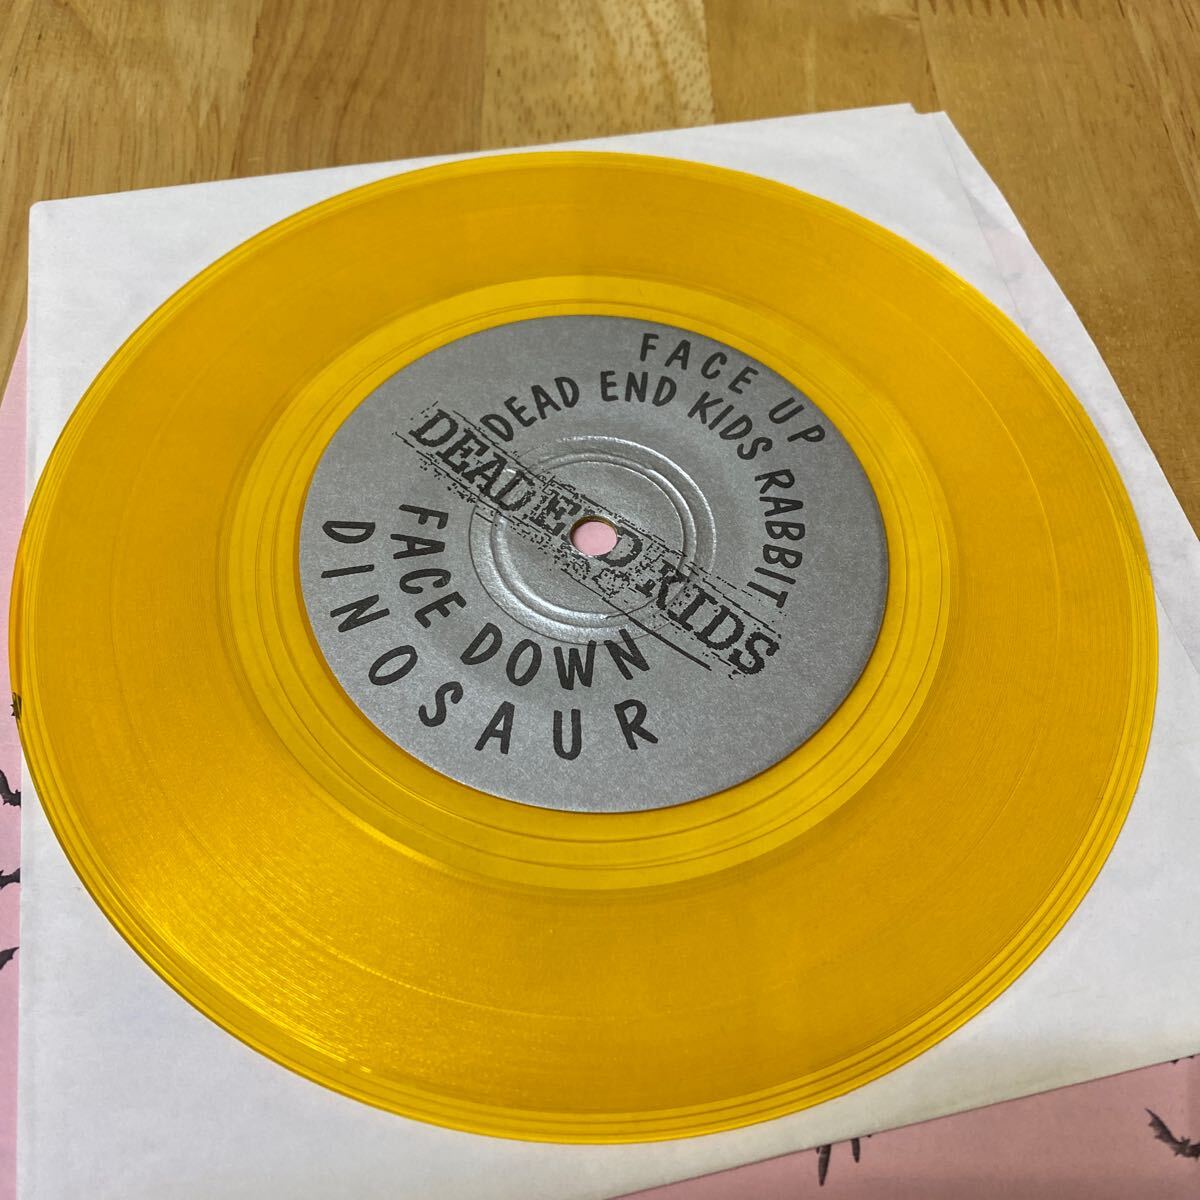 FACE UP
DEAD END KIDS RABBIT
DEAD END KIDS
FACE DOWN
DINOSAUR